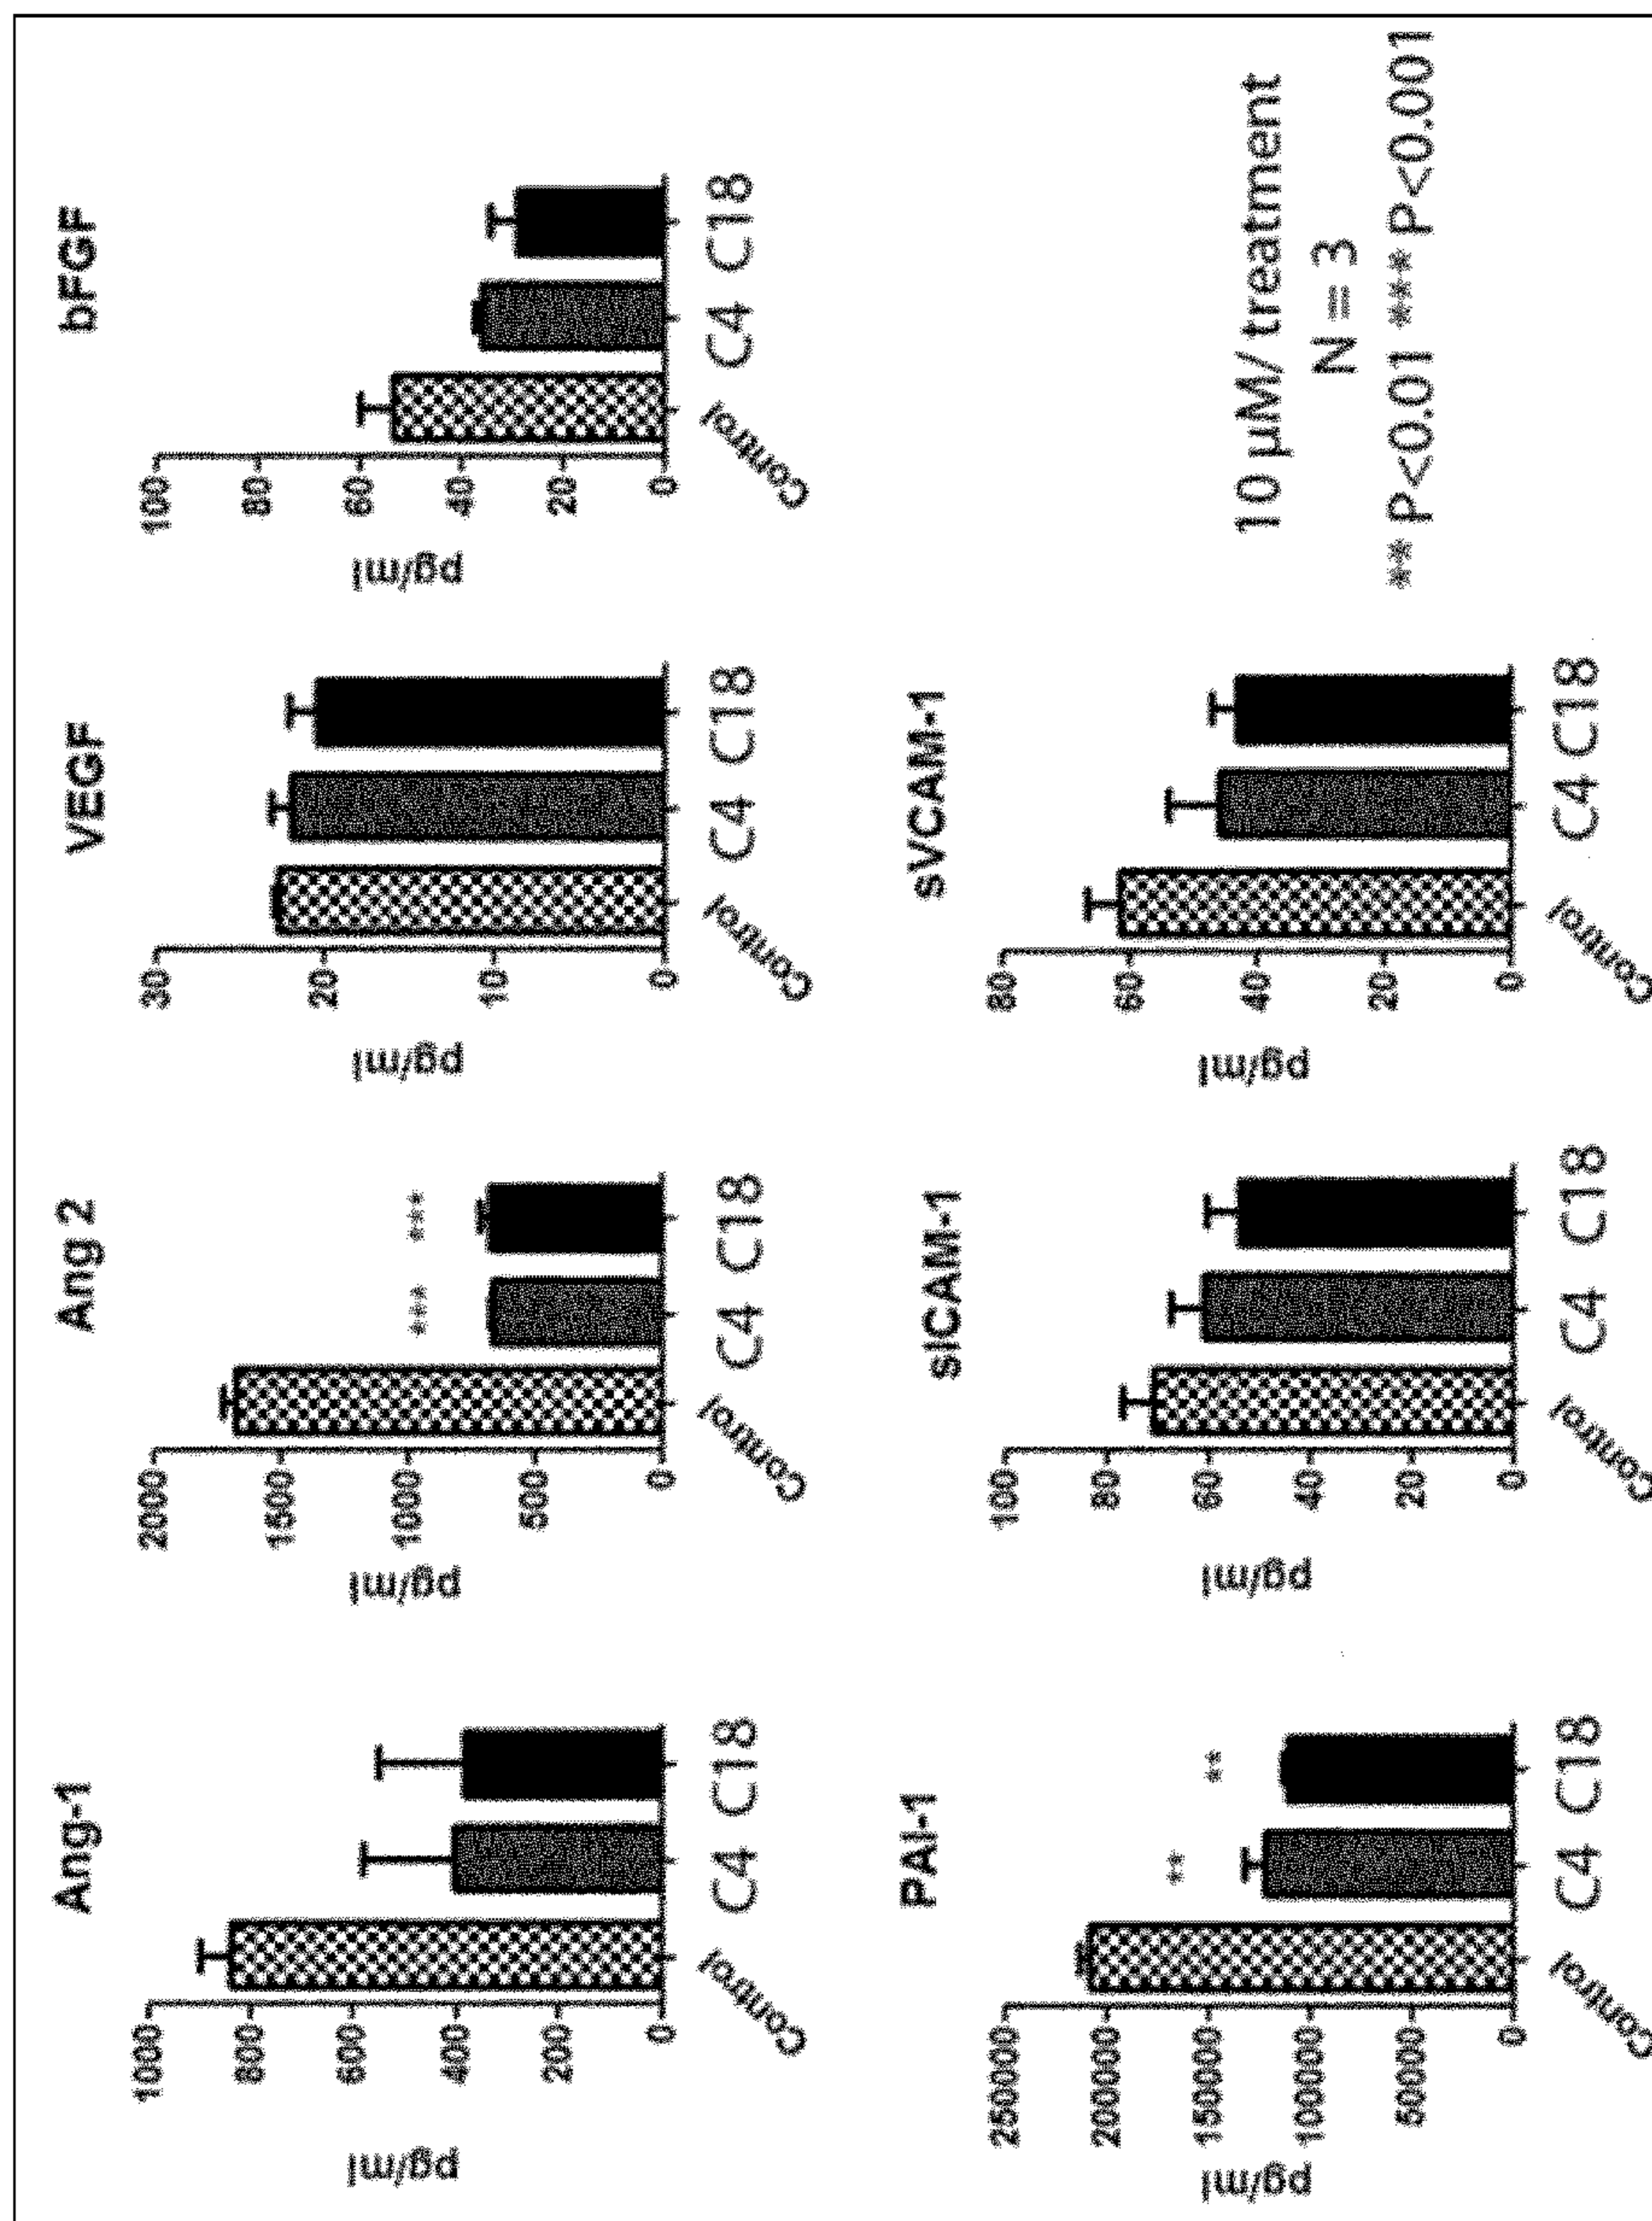 Ang-1
pg/ml
1000
800
600
400
200
0
Control C4 C18
Ang 2
pg/ml
2000
1500
1000
500
0
*** ***
Control C4 C18
VEGF
pg/ml
30
20
10
0
Control C4 C18
bFGF
pg/ml
100
80
60
40
20
0
Control C4 C18
PAI-1
pg/ml
250000
200000
150000
100000
50000
0
** **
Control C4 C18
sICAM-1
pg/ml
100
80
60
40
20
0
Control C4 C18
sVCAM-1
pg/ml
80
60
40
20
0
Control C4 C18
10 µM/ treatment
N = 3
** P<0.01 *** P<0.001